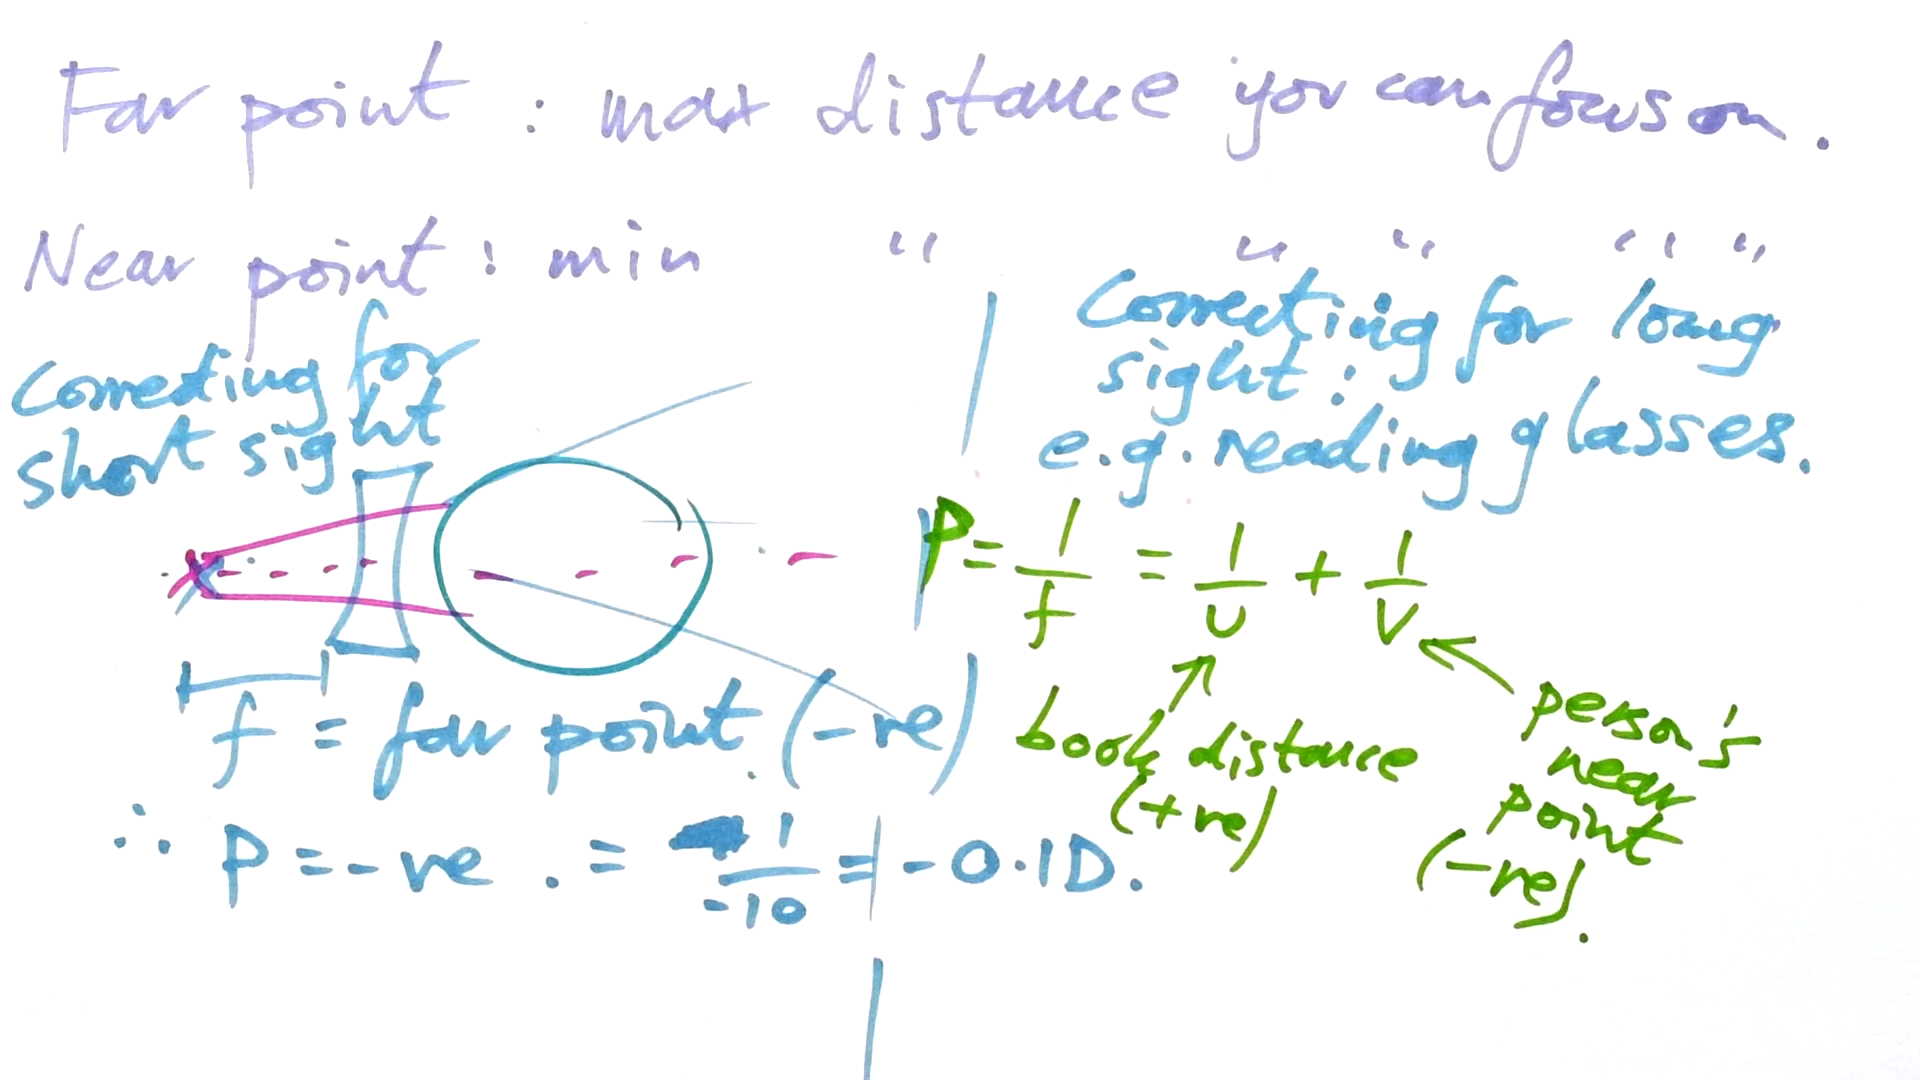 Far point : max distance you can focus on.
Near point : min " " " " " "
Correcting for
short sight
f = far point (-ve)
∴ P = -ve . = 1/-10 = -0.1D.
Correcting for long
sight :
e.g. reading glasses.
P = 1/f = 1/u + 1/v
book distance
(+ve)
person's
near
point
(-ve).